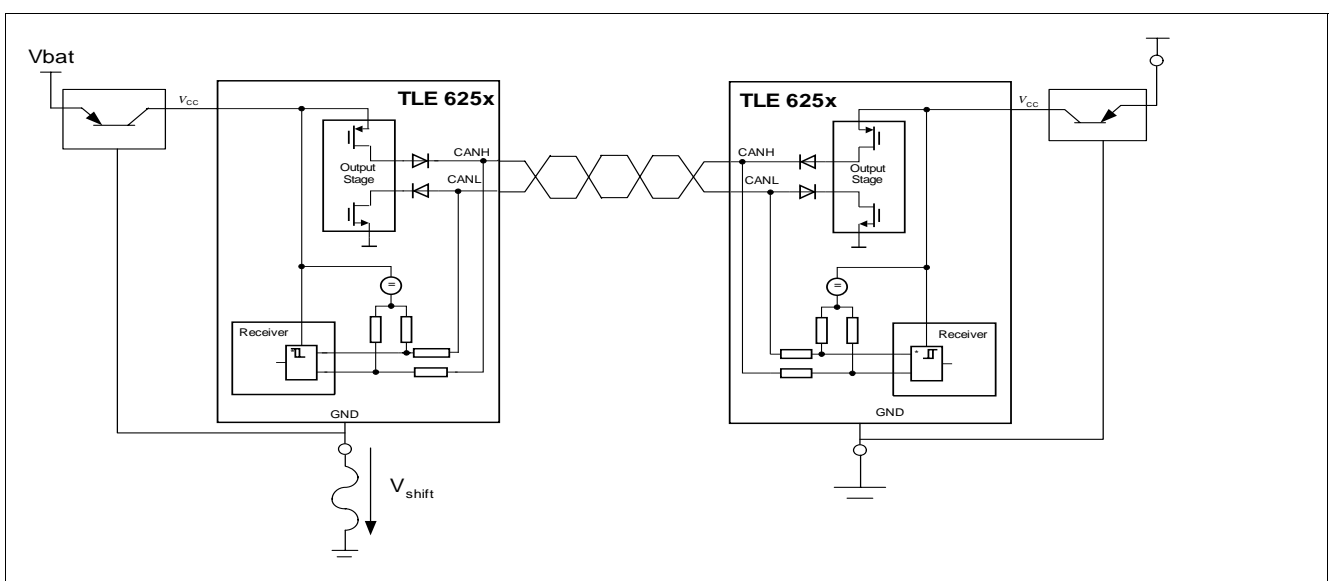 Vbat
VCC
TLE 625x
Output
Stage
CANH
CANL
=
Receiver
GND
Vshift
TLE 625x
VCC
CANH
CANL
Output
Stage
=
Receiver
*
GND